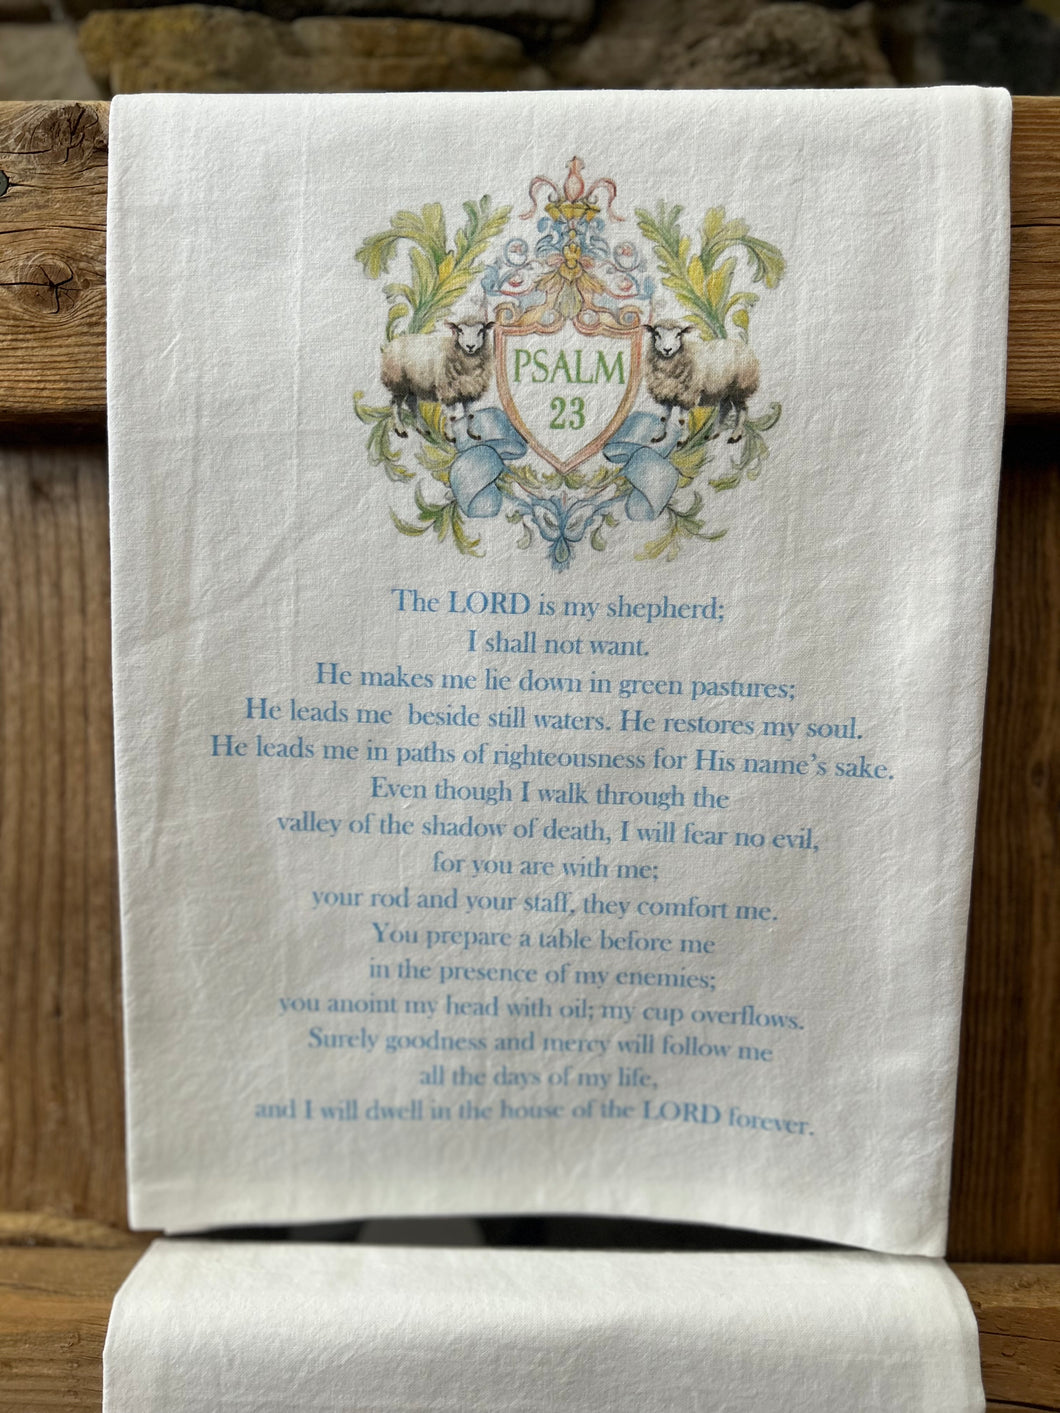 PSALM
23
The LORD is my shepherd;
I shall not want.
He makes me lie down in green pastures;
He leads me  beside still waters. He restores my soul.
He leads me in paths of righteousness for His name's sake.
Even though I walk through the
valley of the shadow of death, I will fear no evil,
for you are with me;
your rod and your staff, they comfort me.
You prepare a table before me
in the presence of my enemies;
you anoint my head with oil; my cup overflows.
Surely goodness and mercy will follow me
all the days of my life,
and I will dwell in the house of the LORD forever.